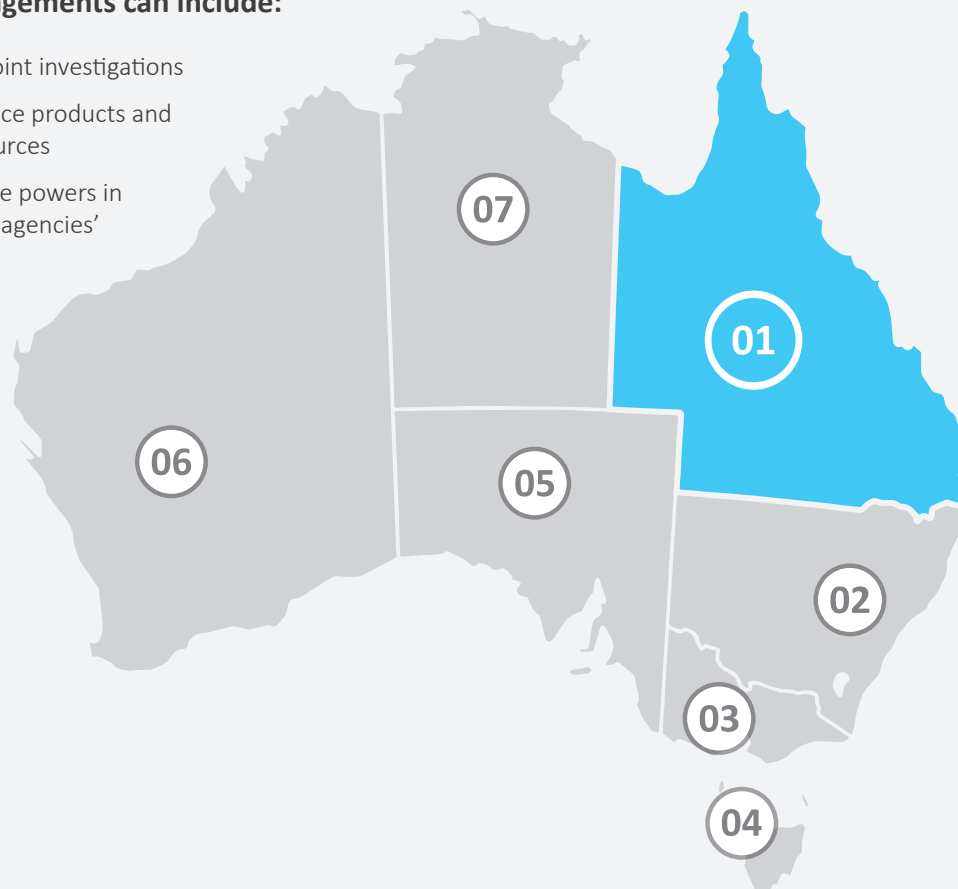 gements can include:
oint investigations
ce products and
urces
e powers in
agencies’
07
01
06
05
02
03
04